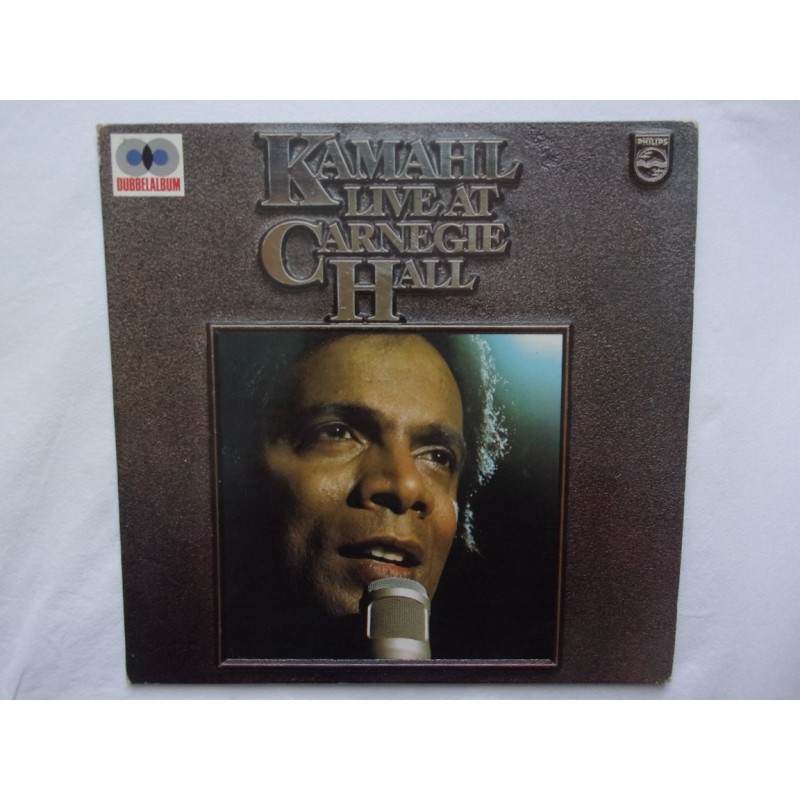 KAMAHL
LIVE AT
CARNEGIE
HALL
DUBBELALBUM
PHILIPS